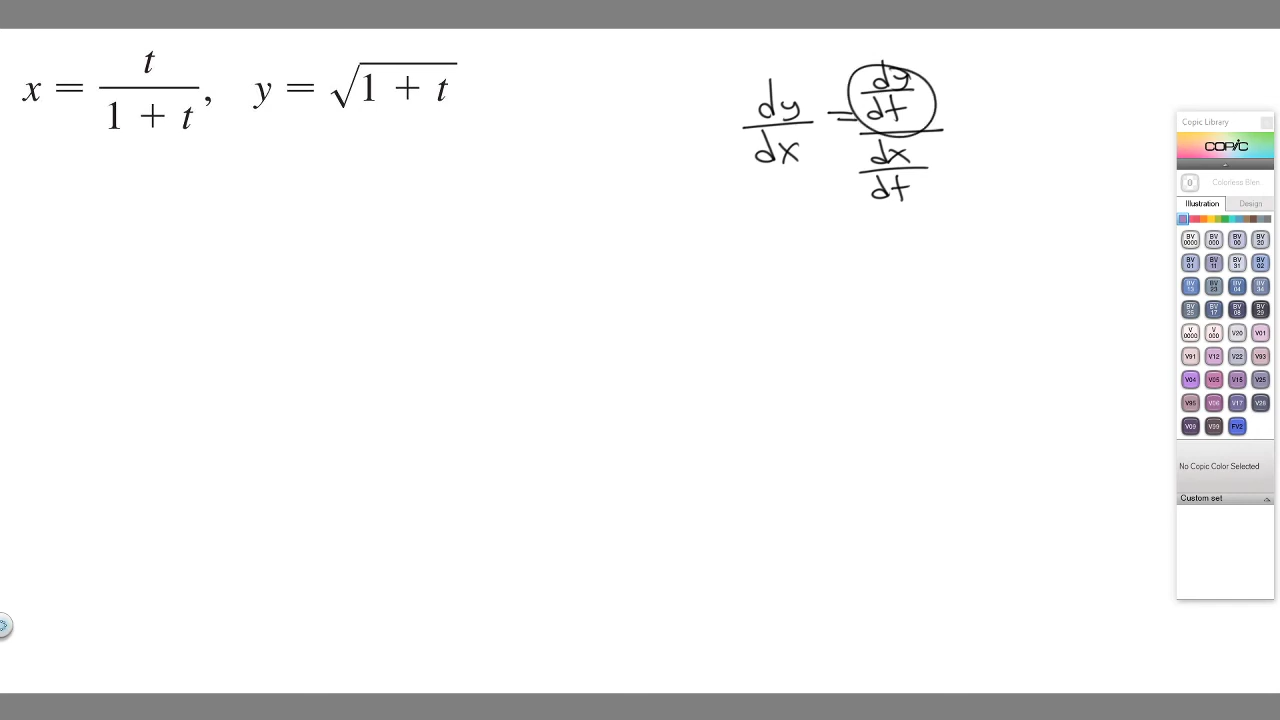 x = t/(1 + t), y = √(1 + t)
dy/dx = (dy/dt)/(dx/dt)
Copic Library
COPIC
0 Colorless Blen
Illustration Design
BV 0000 BV 000 BV 00 BV 20
BV 01 BV 11 BV 31 BV 02
BV 13 BV 23 BV 04 BV 34
BV 25 BV 17 BV 08 BV 29
V 0000 V 000 V20 V01
V91 V12 V22 V93
V04 V05 V15 V25
V95 V06 V17 V28
V09 V99 FV2
No Copic Color Selected
Custom set